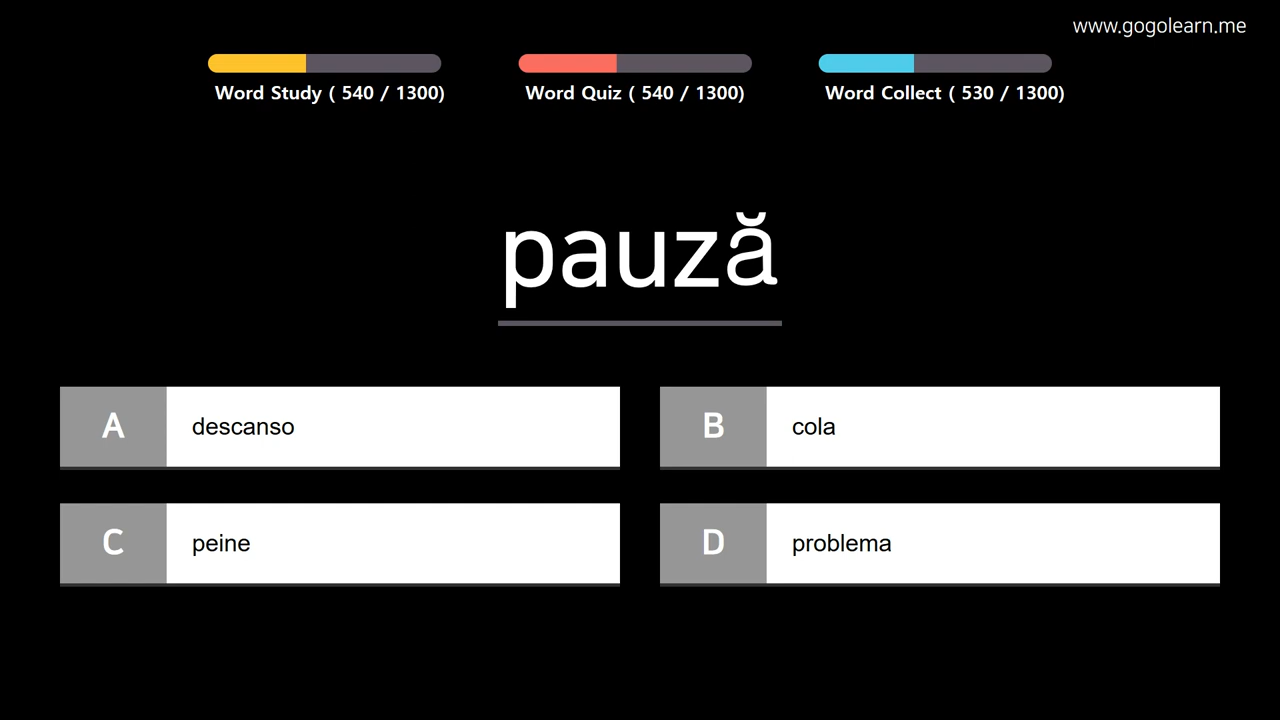 www.gogolearn.me
Word Study ( 540 / 1300)
Word Quiz ( 540 / 1300)
Word Collect ( 530 / 1300)
pauză
A descanso
B cola
C peine
D problema